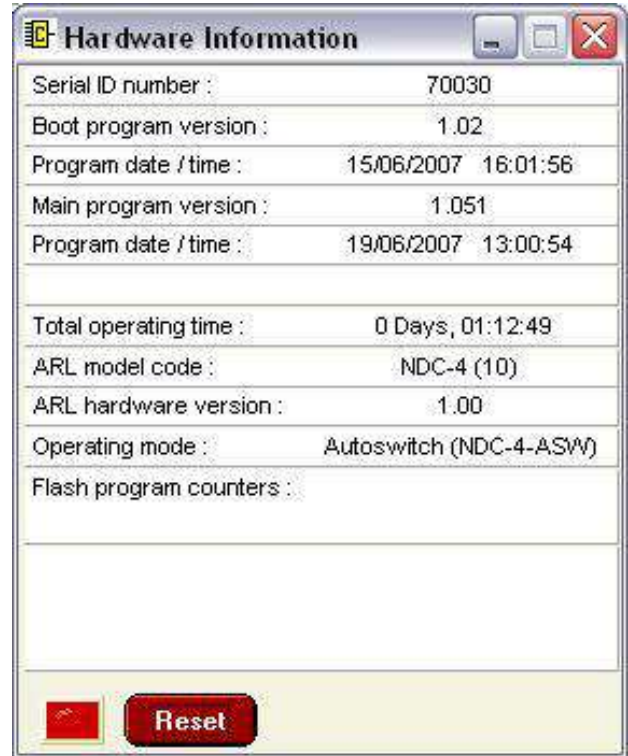 Hardware Information
Serial ID number : 70030
Boot program version : 1.02
Program date / time : 15/06/2007 16:01:56
Main program version : 1.051
Program date / time : 19/06/2007 13:00:54
Total operating time : 0 Days, 01:12:49
ARL model code : NDC-4 (10)
ARL hardware version : 1.00
Operating mode : Autoswitch (NDC-4-ASW)
Flash program counters :
Reset